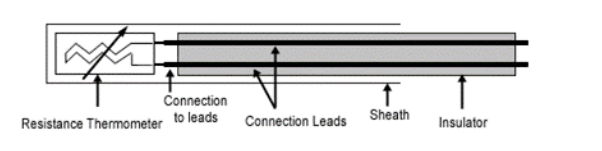 Resistance Thermometer
Connection
to leads
Connection Leads
Sheath
Insulator